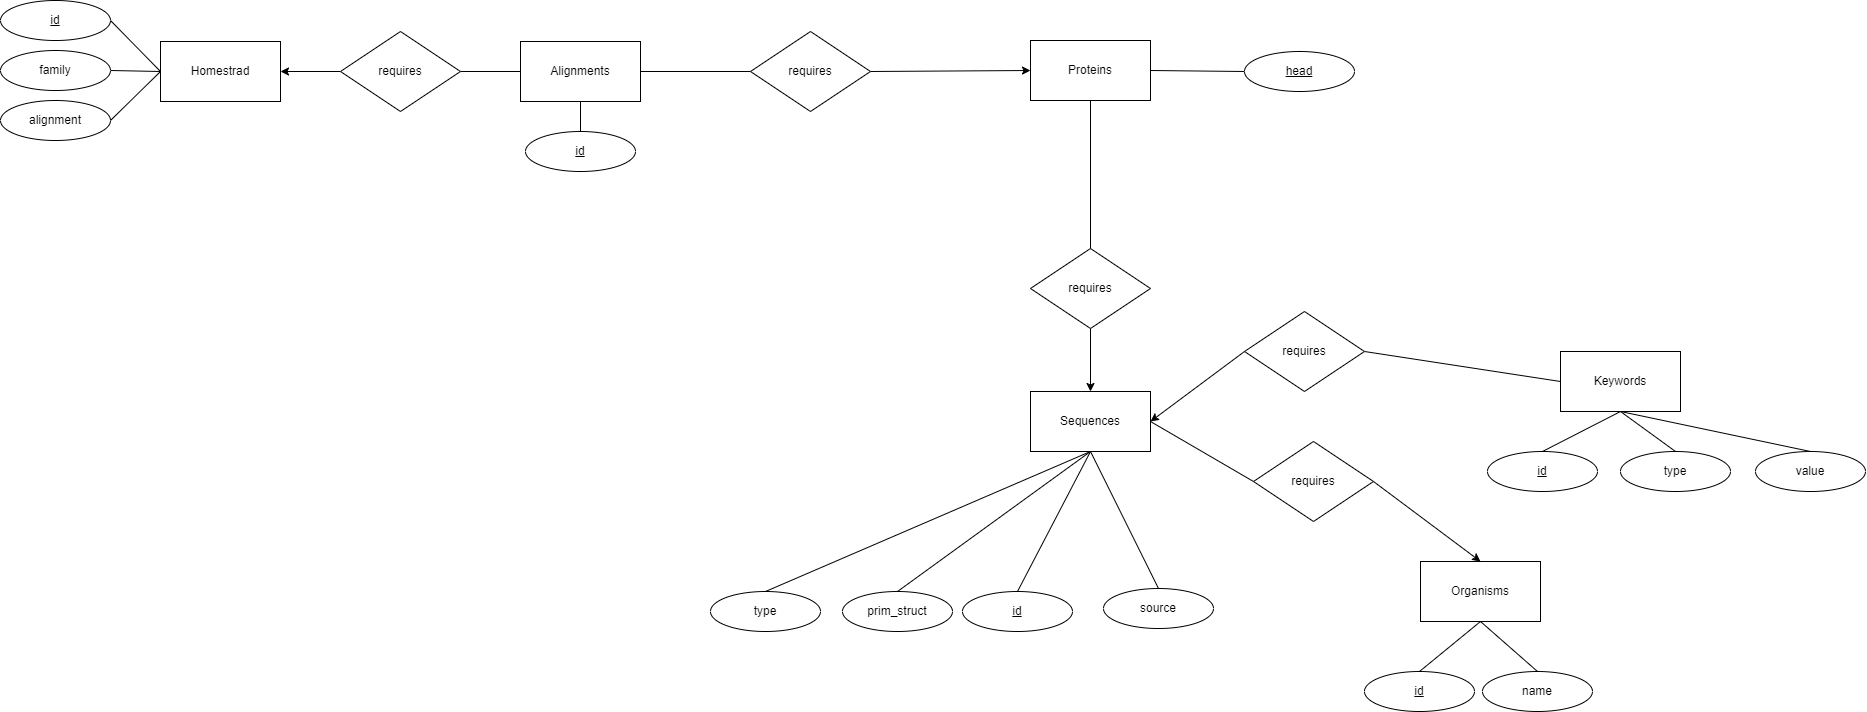 id
family
alignment
Homestrad
requires
Alignments
id
requires
Proteins
head
requires
Sequences
requires
Keywords
id
type
value
requires
Organisms
id
name
type
prim_struct
id
source